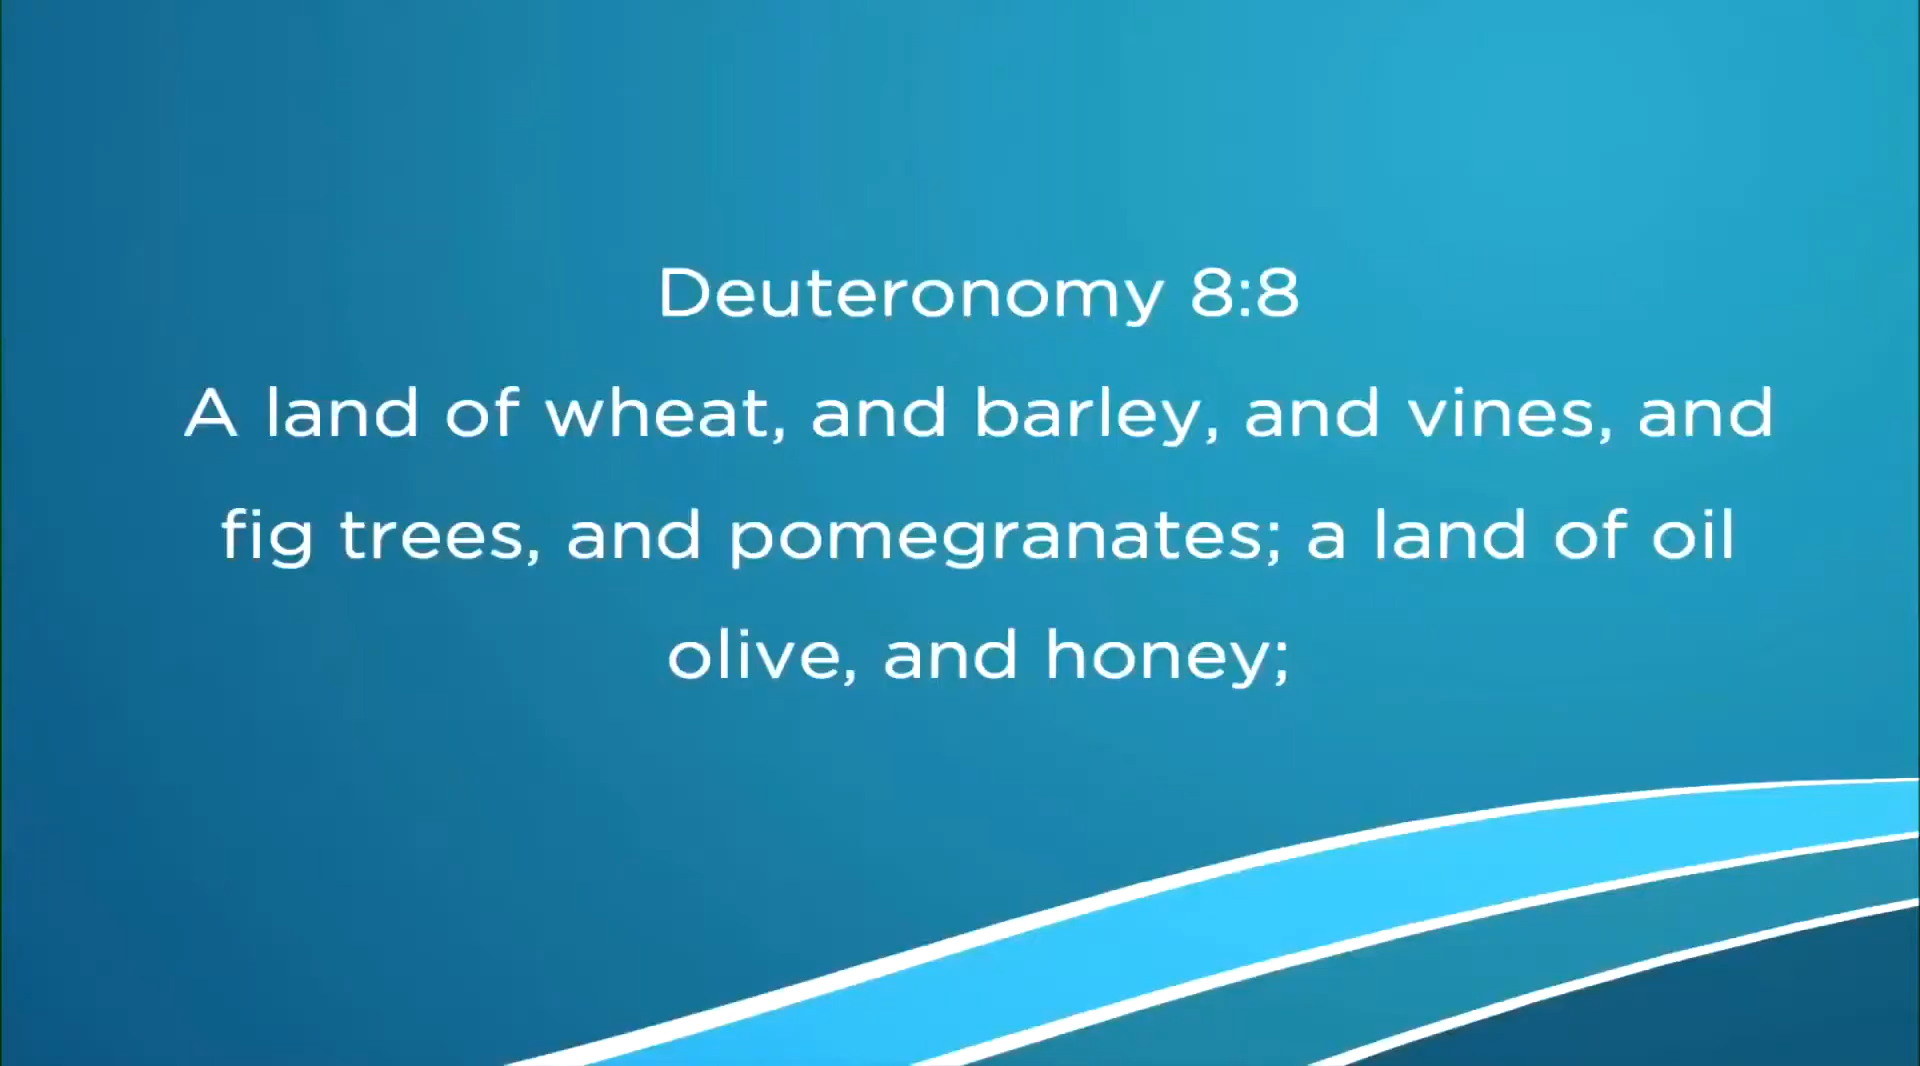 Deuteronomy 8:8
A land of wheat, and barley, and vines, and
fig trees, and pomegranates; a land of oil
olive, and honey;